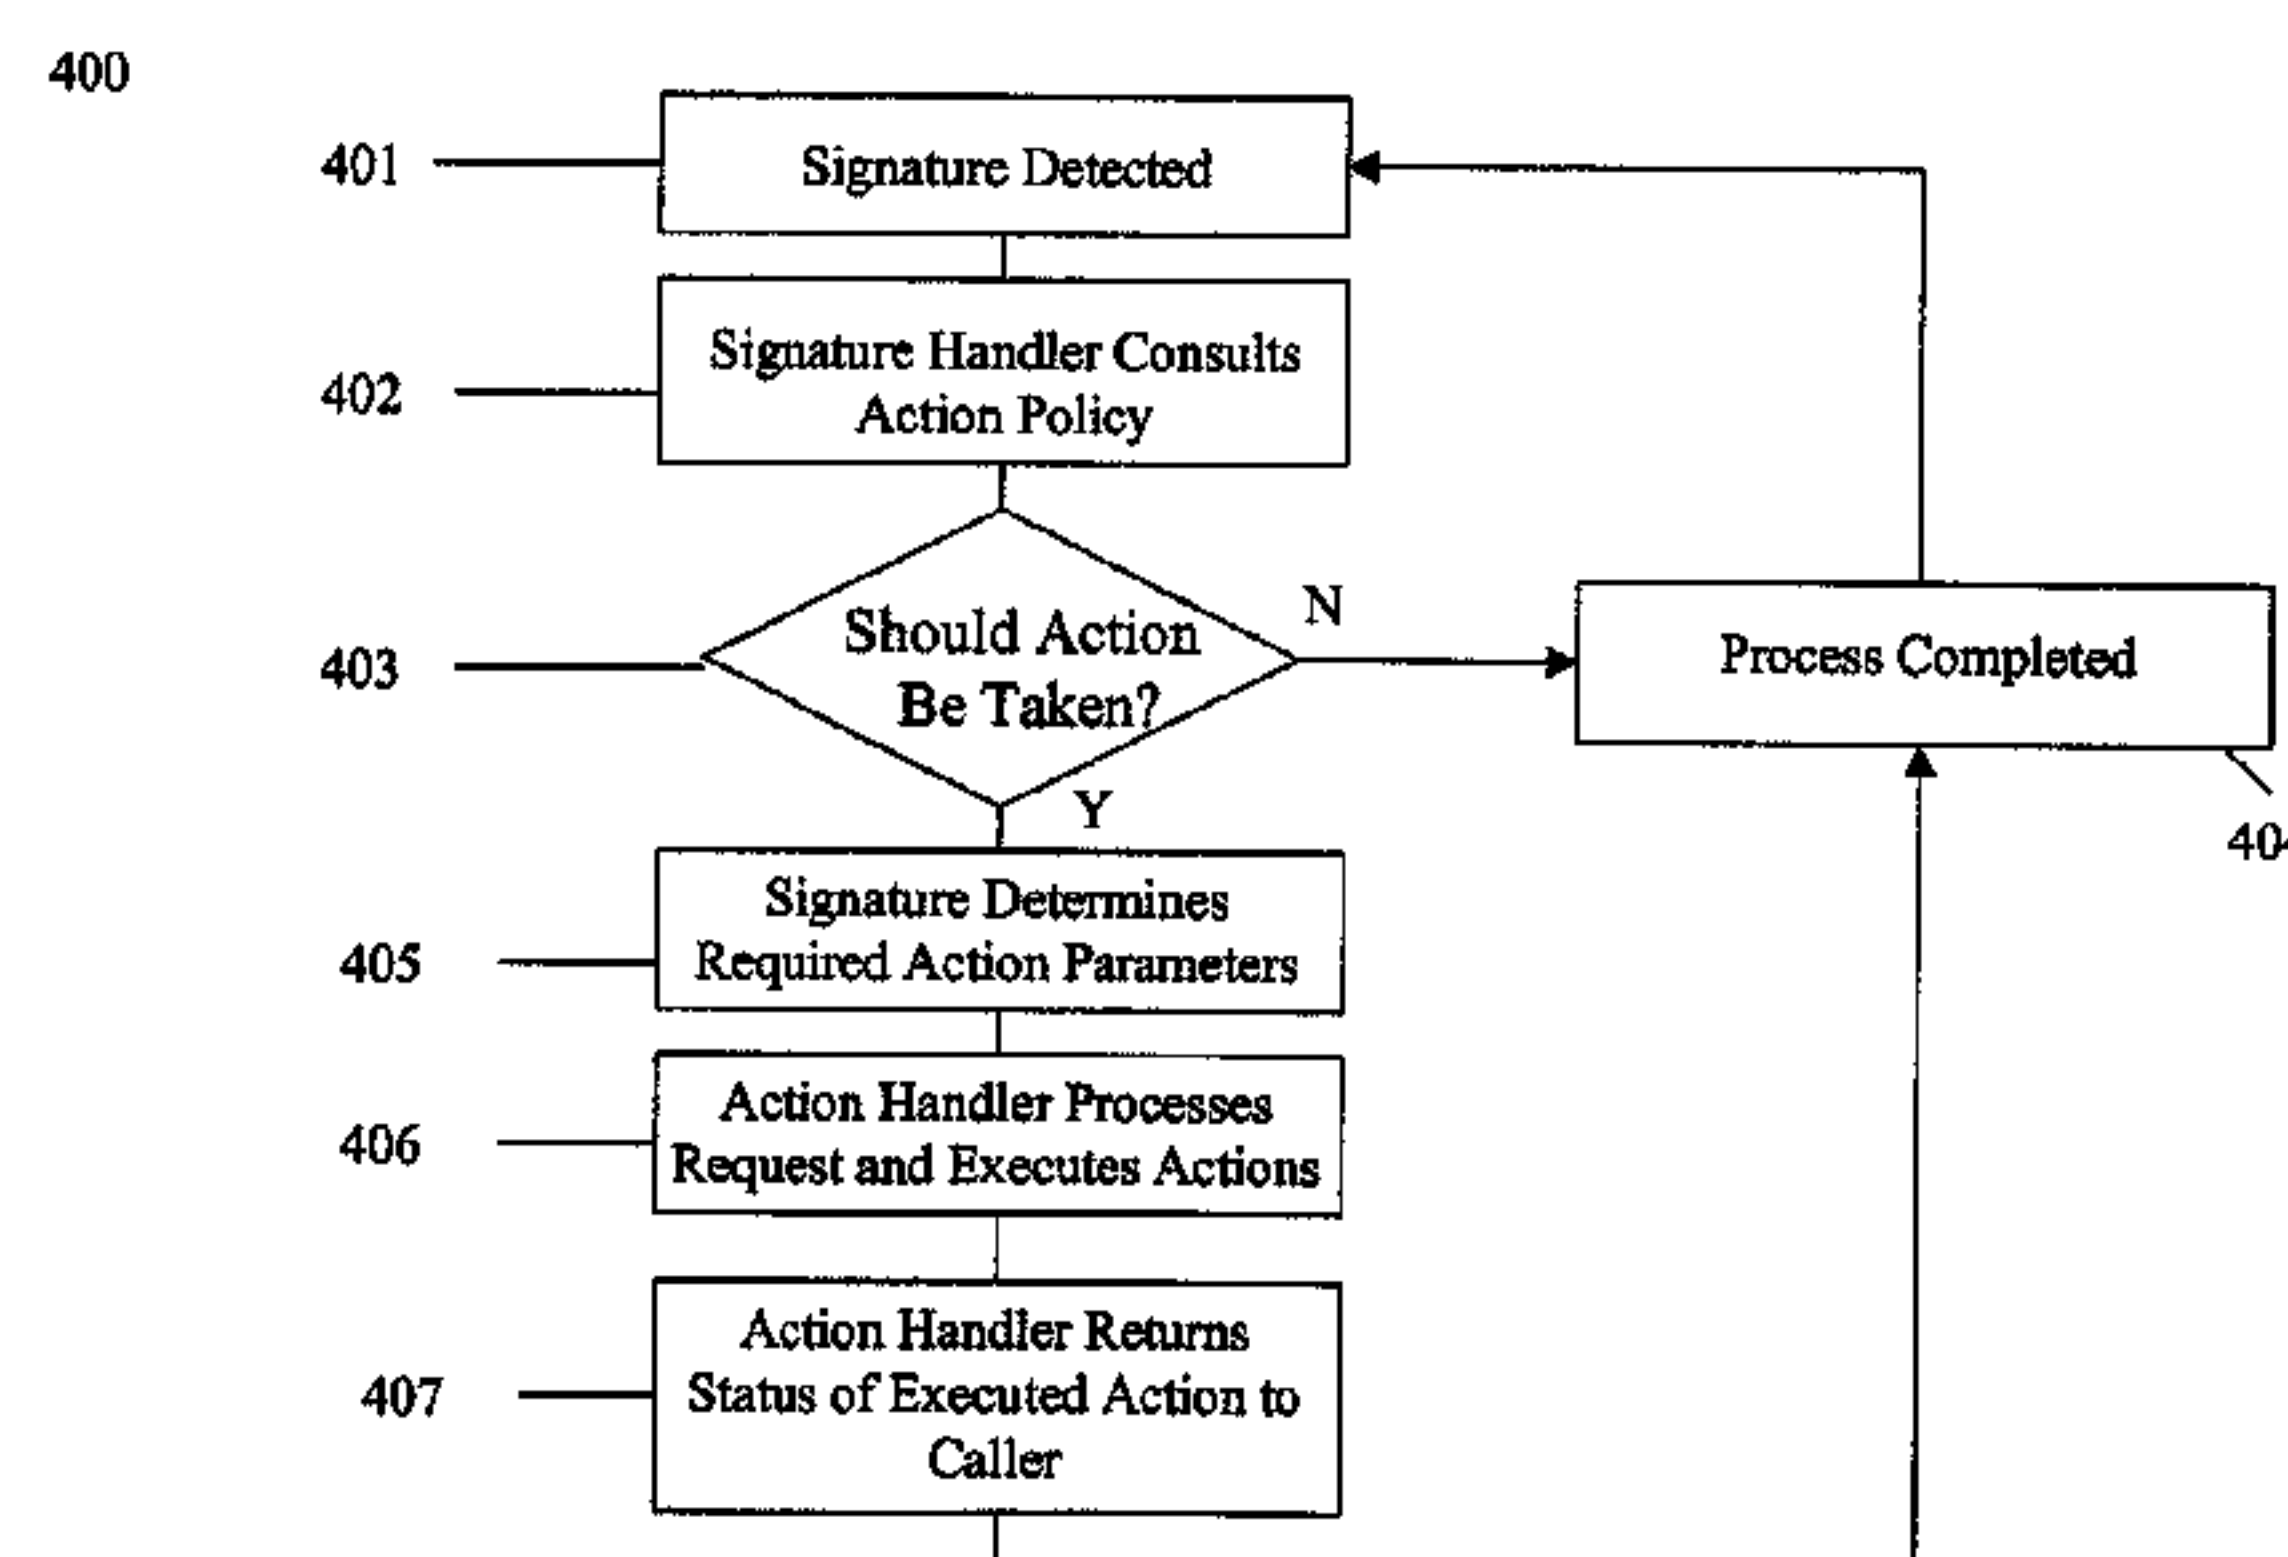 400
401
Signature Detected
402
Signature Handler Consults
Action Policy
403
Should Action
Be Taken?
N
Process Completed
Y
405
Signature Determines
Required Action Parameters
406
Action Handler Processes
Request and Executes Actions
407
Action Handler Returns
Status of Executed Action to
Caller